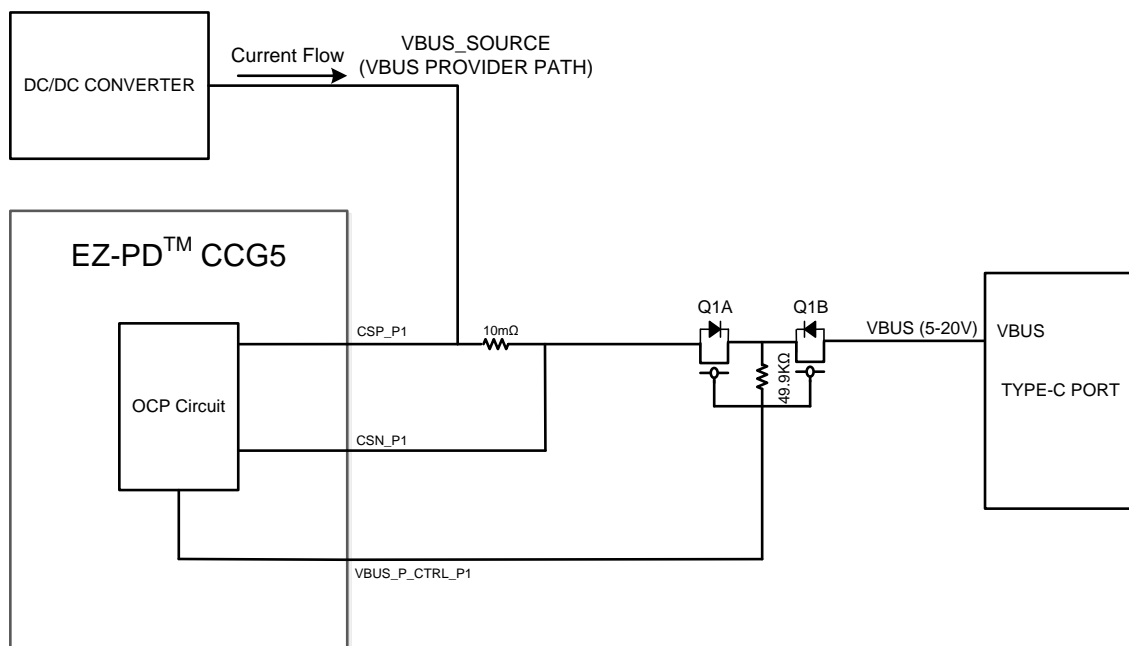 DC/DC CONVERTER
Current Flow
VBUS_SOURCE
(VBUS PROVIDER PATH)
EZ-PD™ CCG5
OCP Circuit
CSP_P1
10mΩ
CSN_P1
VBUS_P_CTRL_P1
Q1A
Q1B
49.9KΩ
VBUS (5-20V)
VBUS
TYPE-C PORT